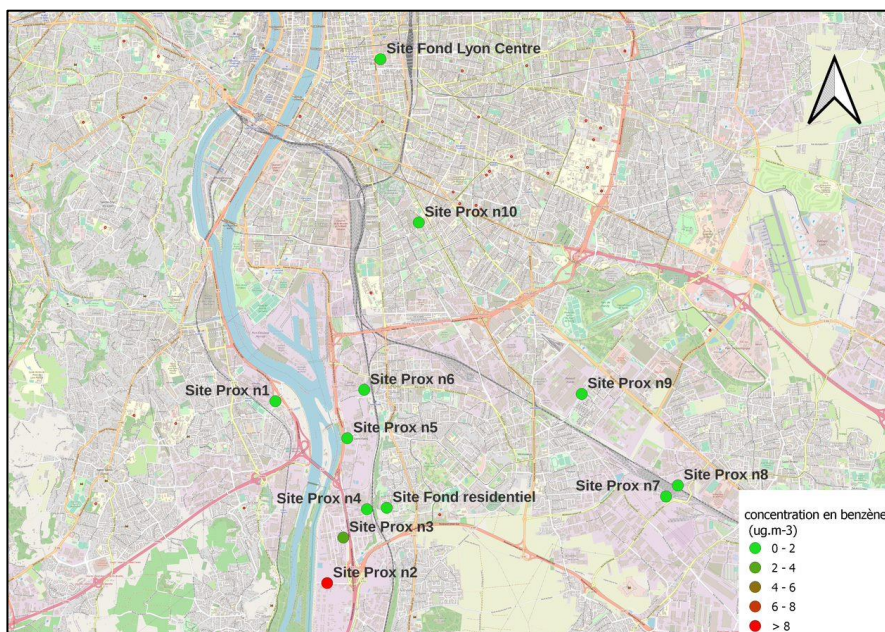 Site Fond Lyon Centre
Site Prox n10
Site Prox n6
Site Prox n1
Site Prox n9
Site Prox n5
Site Prox n8
Site Prox n7
Site Prox n4
Site Fond residentiel
Site Prox n3
Site Prox n2
concentration en benzène
(ug.m-3)
0 - 2
2 - 4
4 - 6
6 - 8
> 8